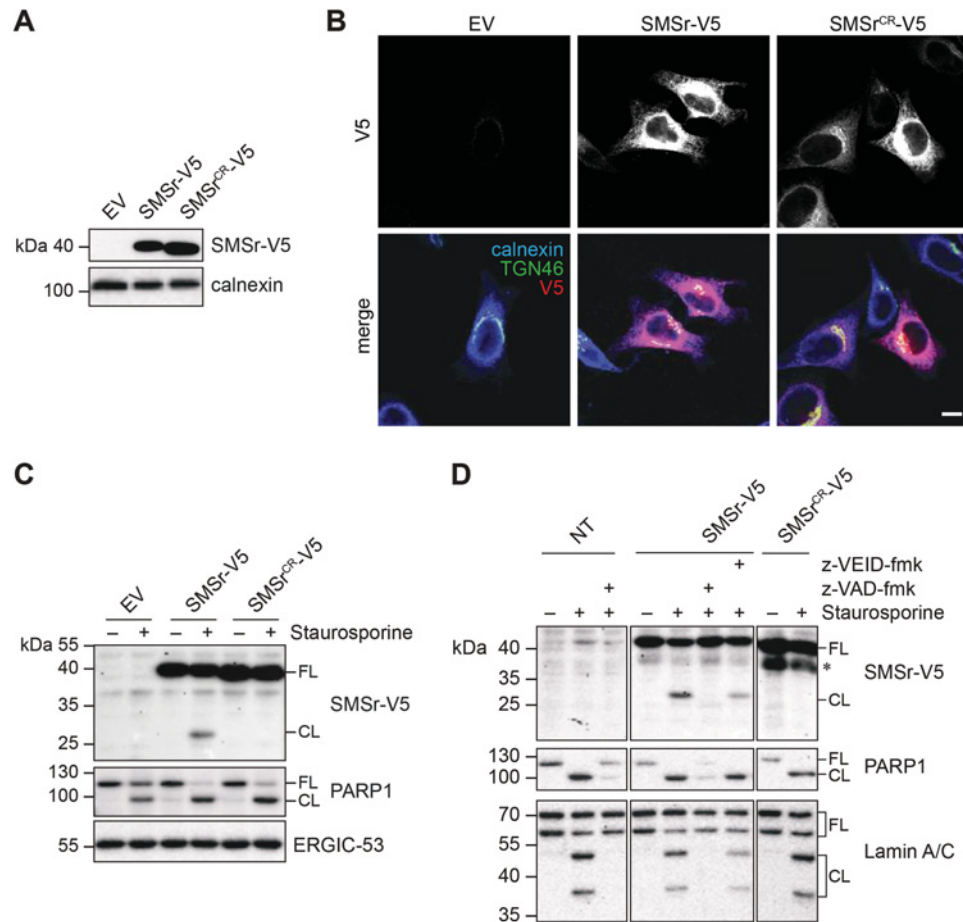 A
EV
SMSr-V5
SMSrCR-V5
kDa 40
SMSr-V5
100
calnexin
B
EV
SMSr-V5
SMSrCR-V5
V5
merge
calnexin
TGN46
V5
C
EV
SMSr-V5
SMSrCR-V5
– + – + – + Staurosporine
kDa
55
40
35
25
FL
SMSr-V5
CL
130
100
FL
CL
PARP1
55
ERGIC-53
D
NT
SMSr-V5
SMSrCR-V5
+ z-VEID-fmk
+ + z-VAD-fmk
– + + – + + + – + Staurosporine
kDa
40
35
25
FL
*
SMSr-V5
CL
130
100
FL
CL
PARP1
70
55
40
35
FL
Lamin A/C
CL